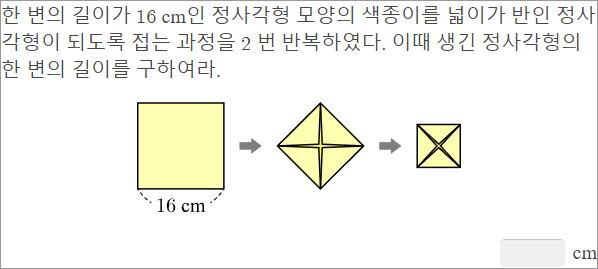 한 변의 길이가 16 cm인 정사각형 모양의 색종이를 넓이가 반인 정사
각형이 되도록 접는 과정을 2 번 반복하였다. 이때 생긴 정사각형의
한 변의 길이를 구하여라.
16 cm
cm